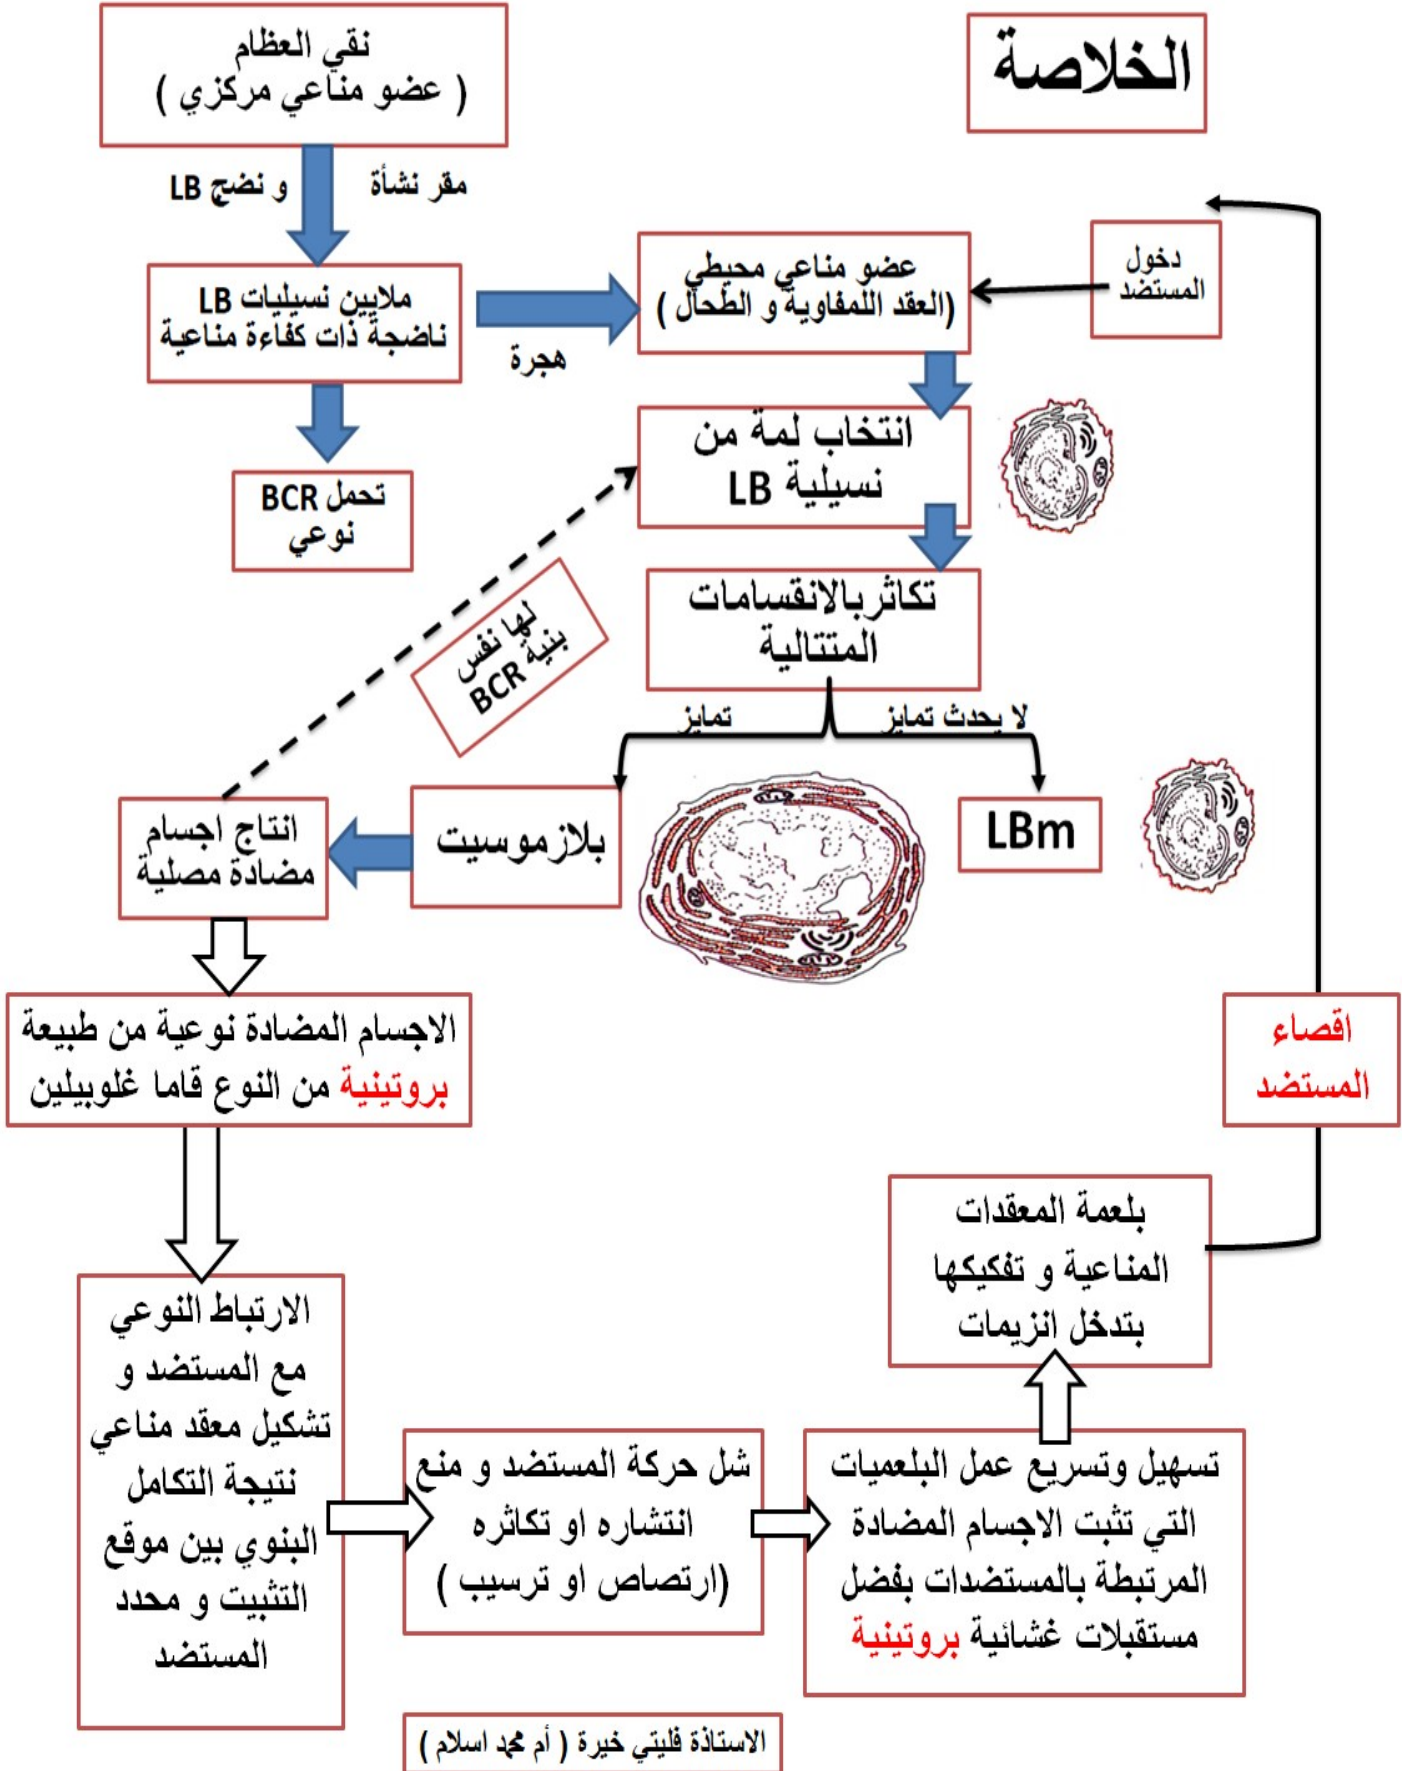 الخلاصة
نقي العظام
( عضو مناعي مركزي )
مقر نشأة و نضج LB
ملايين نسيليات LB
ناضجة ذات كفاءة مناعية
تحمل BCR
نوعي
هجرة
دخول
المستضد
عضو مناعي محيطي
(العقد اللمفاوية و الطحال )
انتخاب لمة من
نسيلية LB
تكاثربالانقسامات
المتتالية
لا يحدث تمايز
تمايز
LBm
بلازموسيت
انتاج اجسام
مضادة مصلية
لها نفس
بنية BCR
الاجسام المضادة نوعية من طبيعة
بروتينية من النوع قاما غلوبيلين
الارتباط النوعي
مع المستضد و
تشكيل معقد مناعي
نتيجة التكامل
البنوي بين موقع
التثبيت و محدد
المستضد
شل حركة المستضد و منع
انتشاره او تكاثره
(ارتصاص او ترسيب )
تسهيل وتسريع عمل البلعميات
التي تثبت الاجسام المضادة
المرتبطة بالمستضدات بفضل
مستقبلات غشائية بروتينية
بلعمة المعقدات
المناعية و تفكيكها
بتدخل انزيمات
اقصاء
المستضد
الاستاذة فليتي خيرة ( أم محمد اسلام )